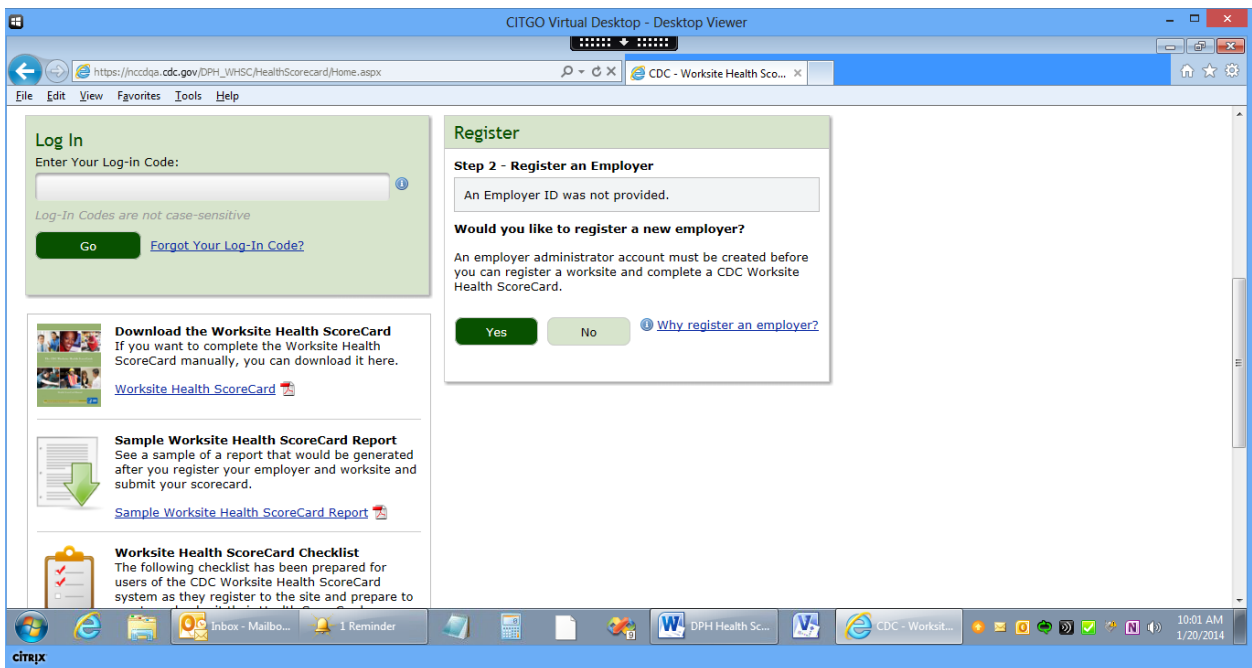 CITGO Virtual Desktop - Desktop Viewer
https://nccdqa.cdc.gov/DPH_WHSC/HealthScorecard/Home.aspx
CDC - Worksite Health Sco...
File Edit View Favorites Tools Help
Log In
Enter Your Log-in Code:
Log-In Codes are not case-sensitive
Go
Forgot Your Log-In Code?
Register
Step 2 - Register an Employer
An Employer ID was not provided.
Would you like to register a new employer?
An employer administrator account must be created before
you can register a worksite and complete a CDC Worksite
Health ScoreCard.
Yes
No
Why register an employer?
Download the Worksite Health ScoreCard
If you want to complete the Worksite Health
ScoreCard manually, you can download it here.
Worksite Health ScoreCard
Sample Worksite Health ScoreCard Report
See a sample of a report that would be generated
after you register your employer and worksite and
submit your scorecard.
Sample Worksite Health ScoreCard Report
Worksite Health ScoreCard Checklist
The following checklist has been prepared for
users of the CDC Worksite Health ScoreCard
system as they register to the site and prepare to
Inbox - Mailbo...
1 Reminder
DPH Health Sc...
CDC - Worksit...
10:01 AM
1/20/2014
CITRIX